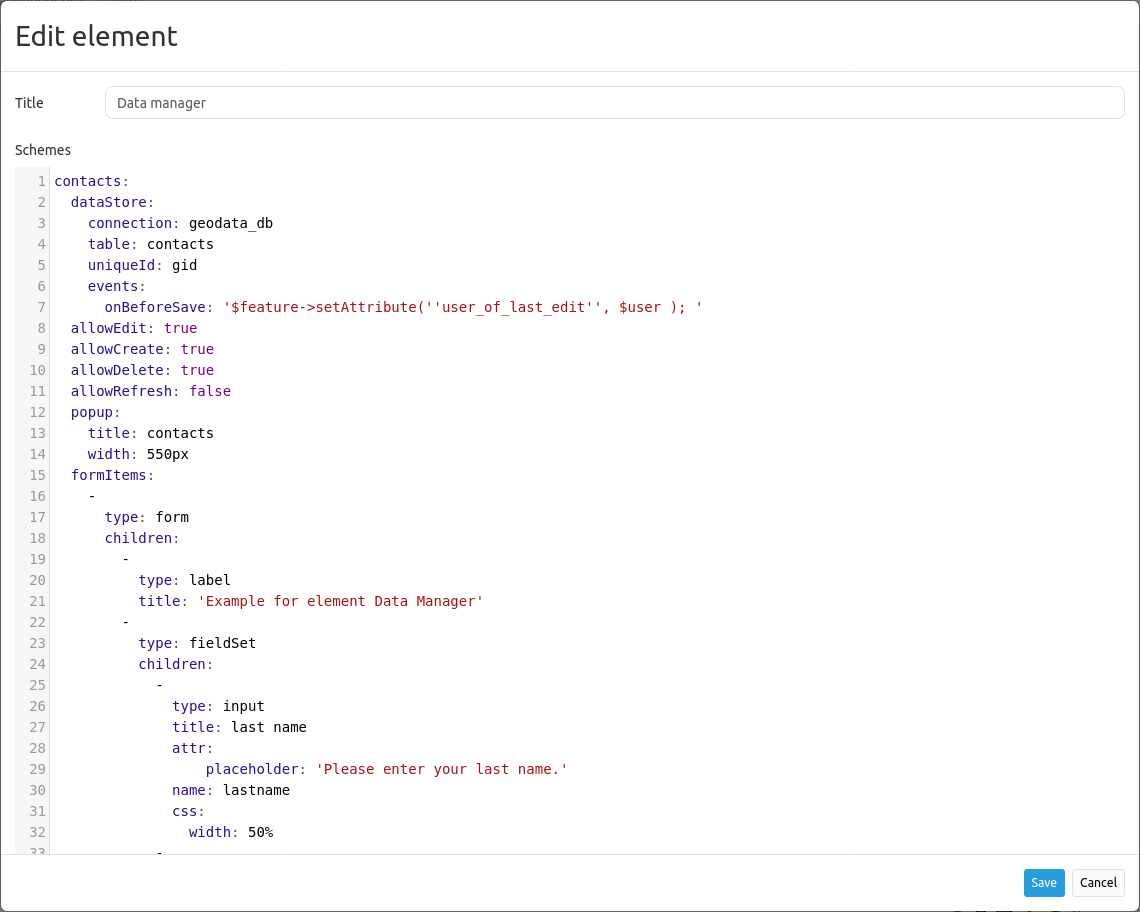 Edit element
Title
Data manager
Schemes
1 contacts:
2   dataStore:
3     connection: geodata_db
4     table: contacts
5     uniqueId: gid
6     events:
7       onBeforeSave: '$feature->setAttribute(''user_of_last_edit'', $user ); '
8   allowEdit: true
9   allowCreate: true
10   allowDelete: true
11   allowRefresh: false
12   popup:
13     title: contacts
14     width: 550px
15   formItems:
16     -
17       type: form
18       children:
19         -
20           type: label
21           title: 'Example for element Data Manager'
22         -
23           type: fieldSet
24           children:
25             -
26               type: input
27               title: last name
28               attr:
29                   placeholder: 'Please enter your last name.'
30               name: lastname
31               css:
32                 width: 50%
33             -
Save
Cancel